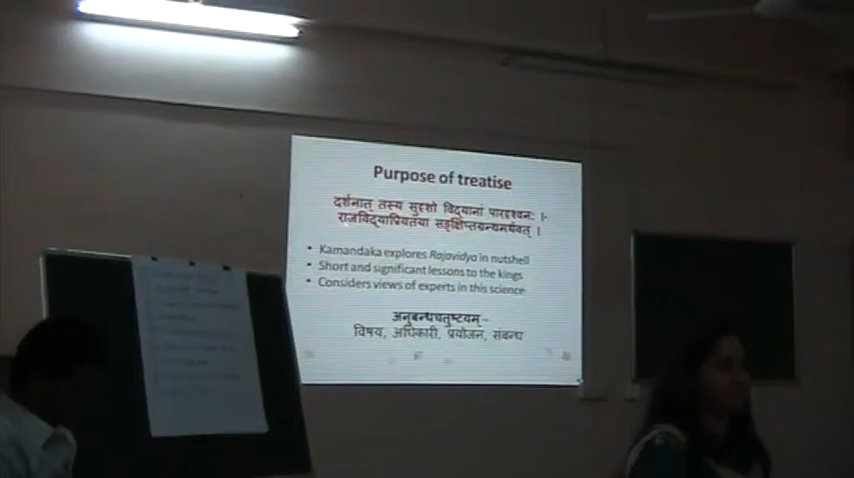 Purpose of treatise
दर्शनात् तस्य सुदृशो विद्यानां पारदृश्वनः ।
राजविद्याप्रियतया सङ्क्षिप्तग्रन्थमर्थवत् ।
• Kamandaka explores Rajavidya in nutshell
• Short and significant lessons to the kings
• Considers views of experts in this science
अनुबन्धचतुष्टयम् –
विषय, अधिकारी, प्रयोजन, संबन्ध